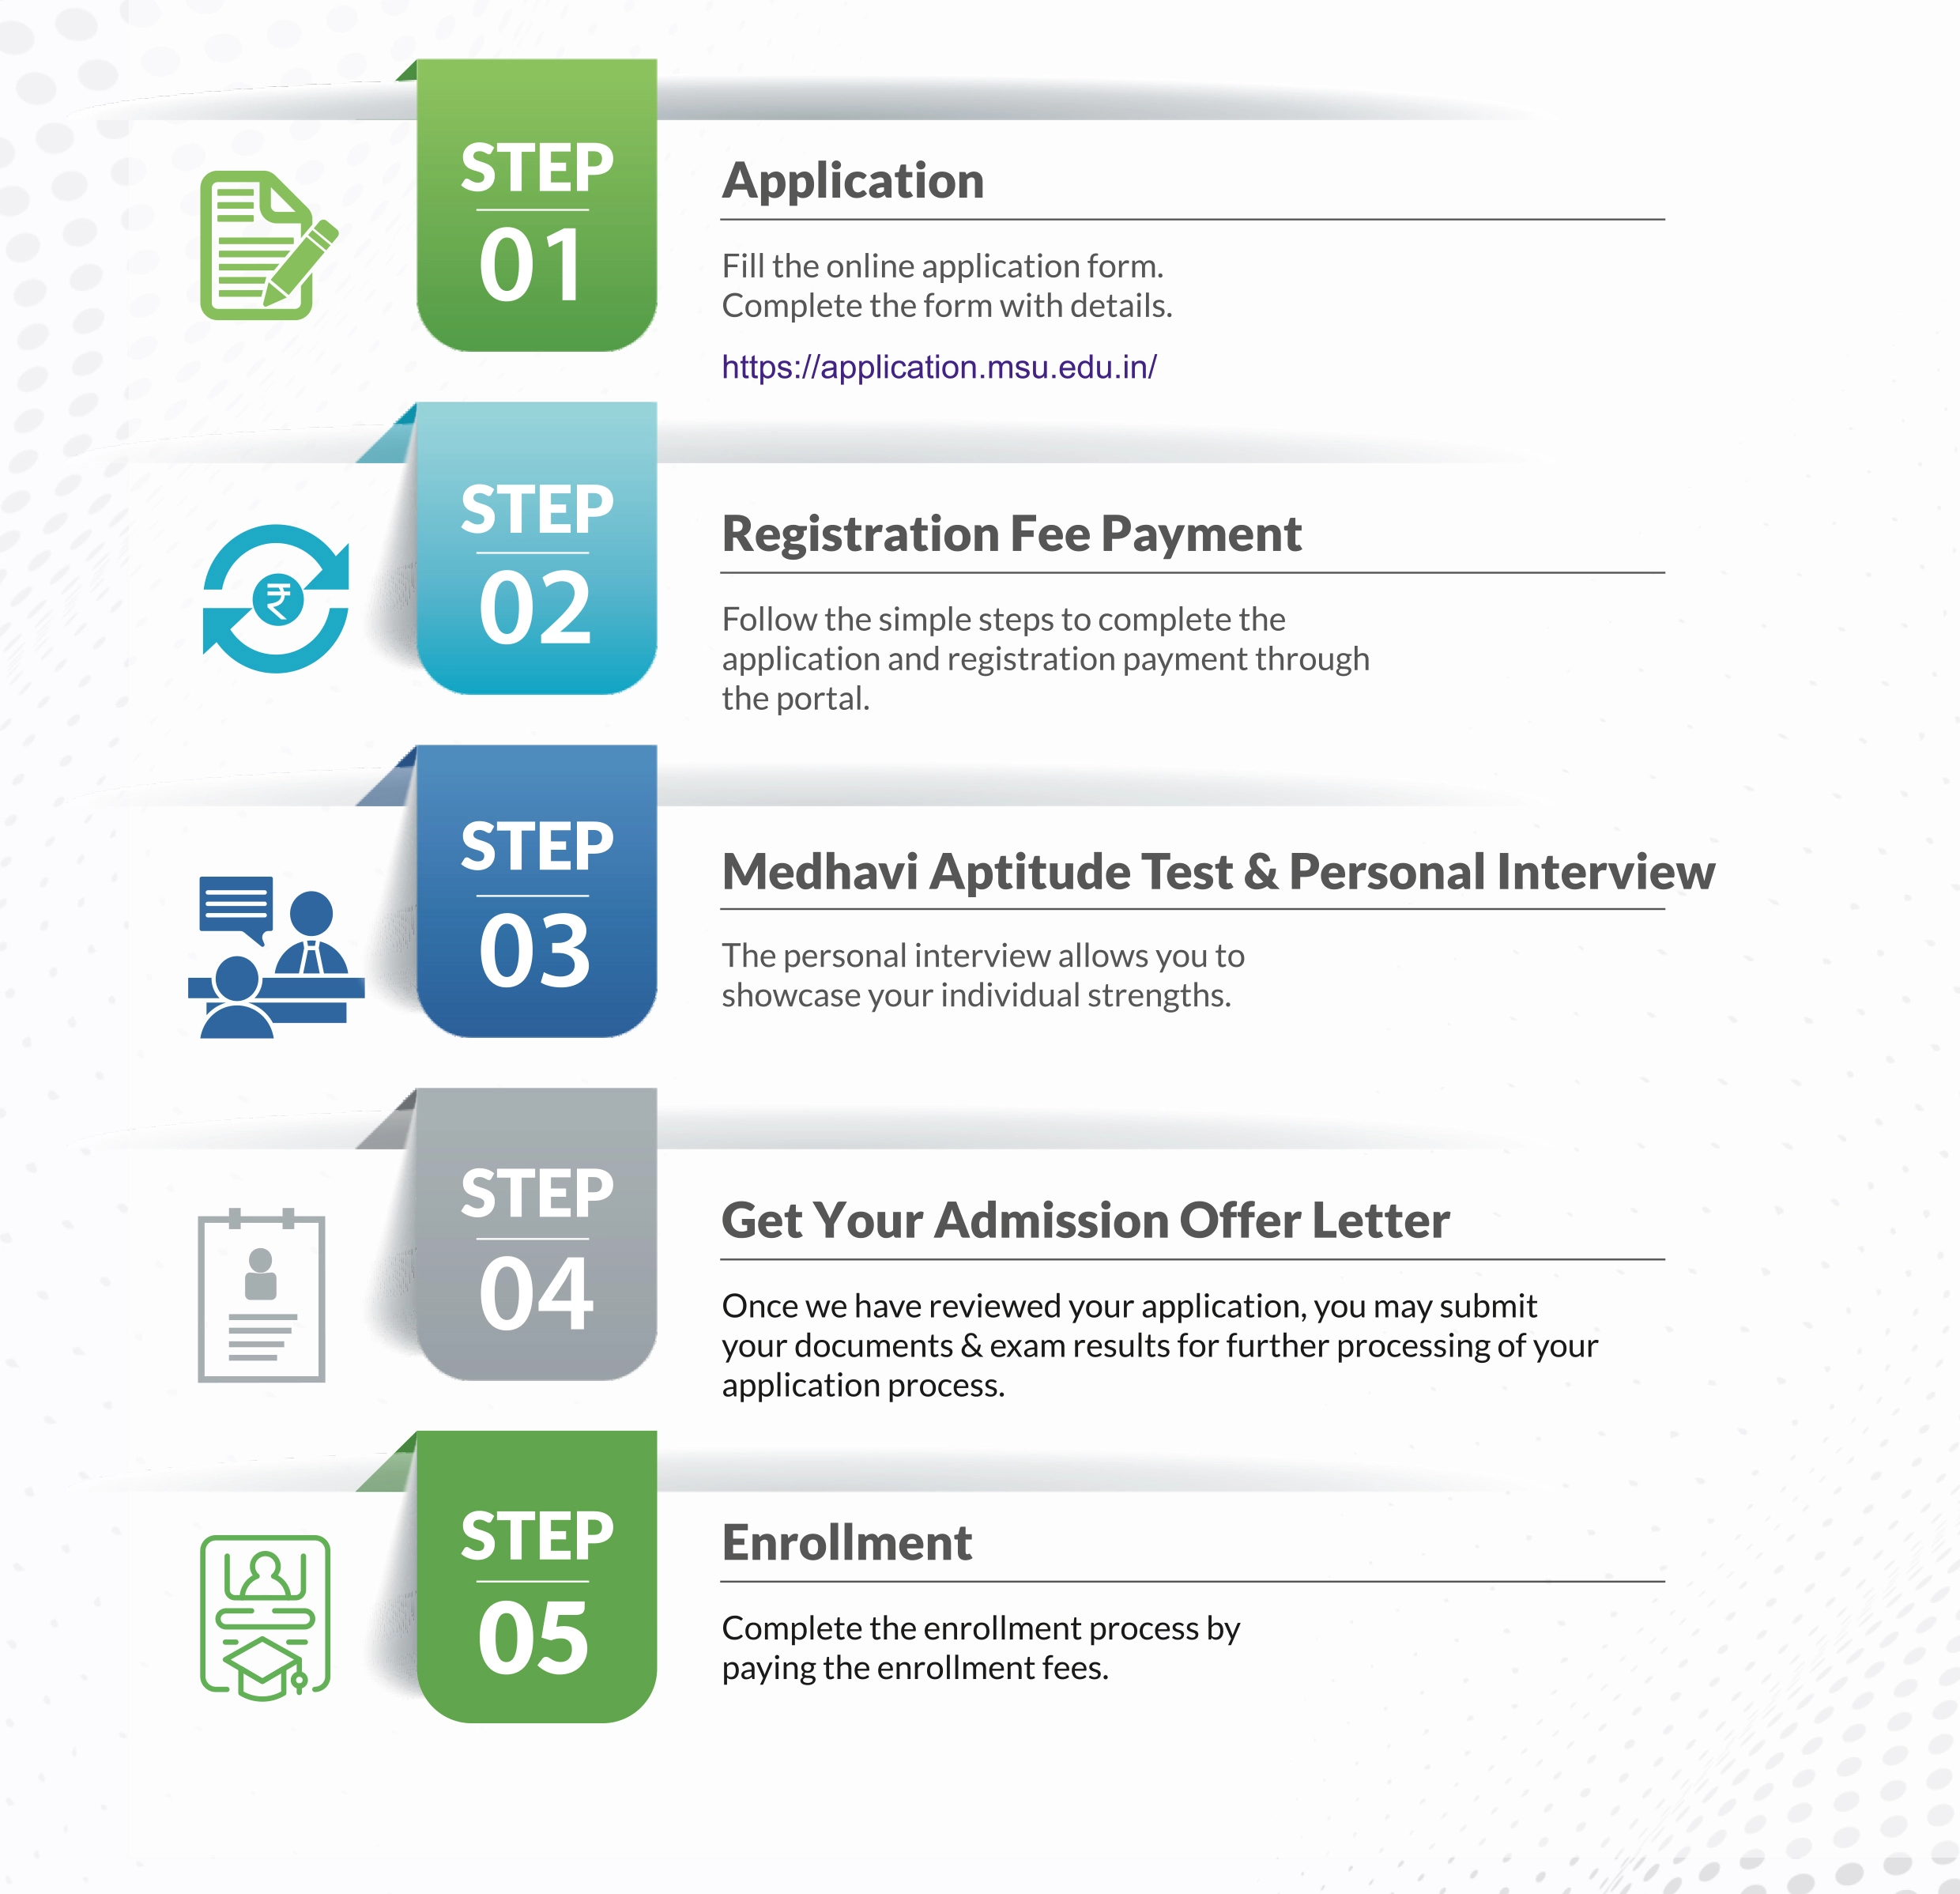 STEP
01
Application
Fill the online application form.
Complete the form with details.
https://application.msu.edu.in/
STEP
02
₹
Registration Fee Payment
Follow the simple steps to complete the
application and registration payment through
the portal.
STEP
03
Medhavi Aptitude Test & Personal Interview
The personal interview allows you to
showcase your individual strengths.
STEP
04
Get Your Admission Offer Letter
Once we have reviewed your application, you may submit
your documents & exam results for further processing of your
application process.
STEP
05
Enrollment
Complete the enrollment process by
paying the enrollment fees.